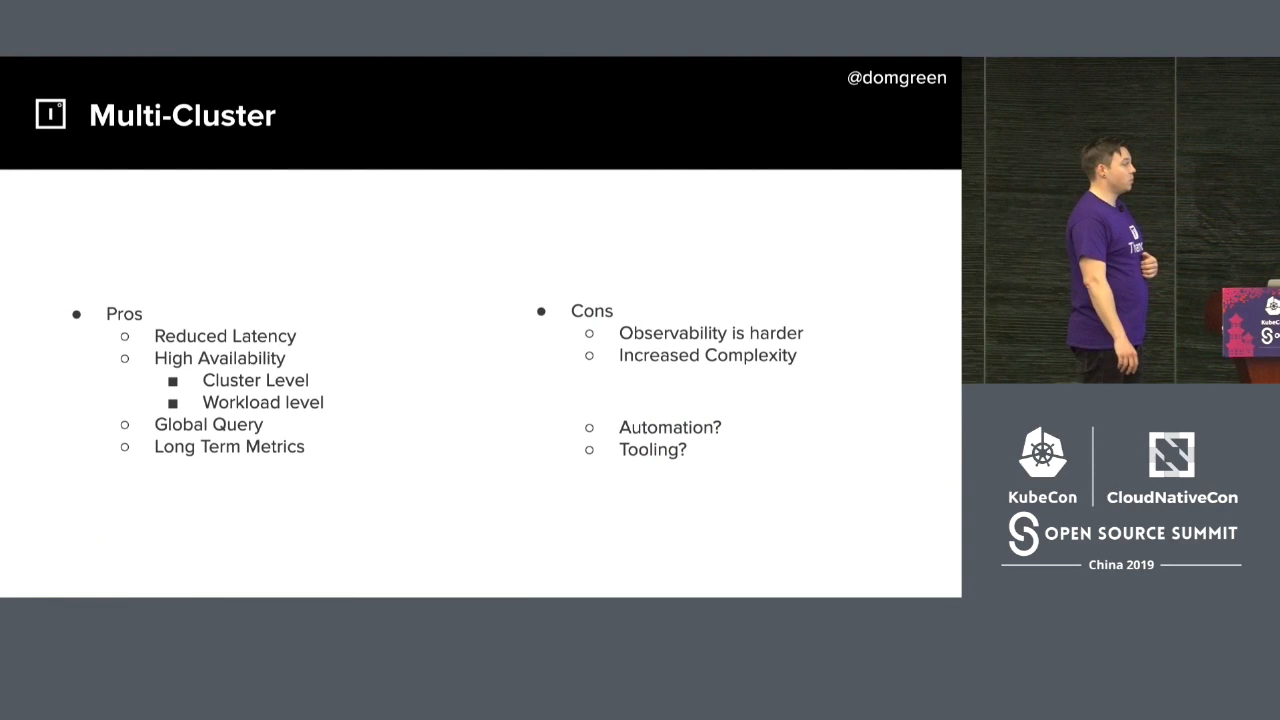 @domgreen
Multi-Cluster
Pros
Reduced Latency
High Availability
Cluster Level
Workload level
Global Query
Long Term Metrics
Cons
Observability is harder
Increased Complexity
Automation?
Tooling?
KubeCon
CloudNativeCon
OPEN SOURCE SUMMIT
China 2019